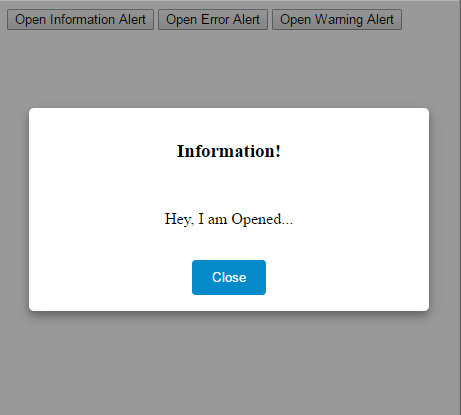 Open Information Alert Open Error Alert Open Warning Alert
Information!
Hey, I am Opened...
Close